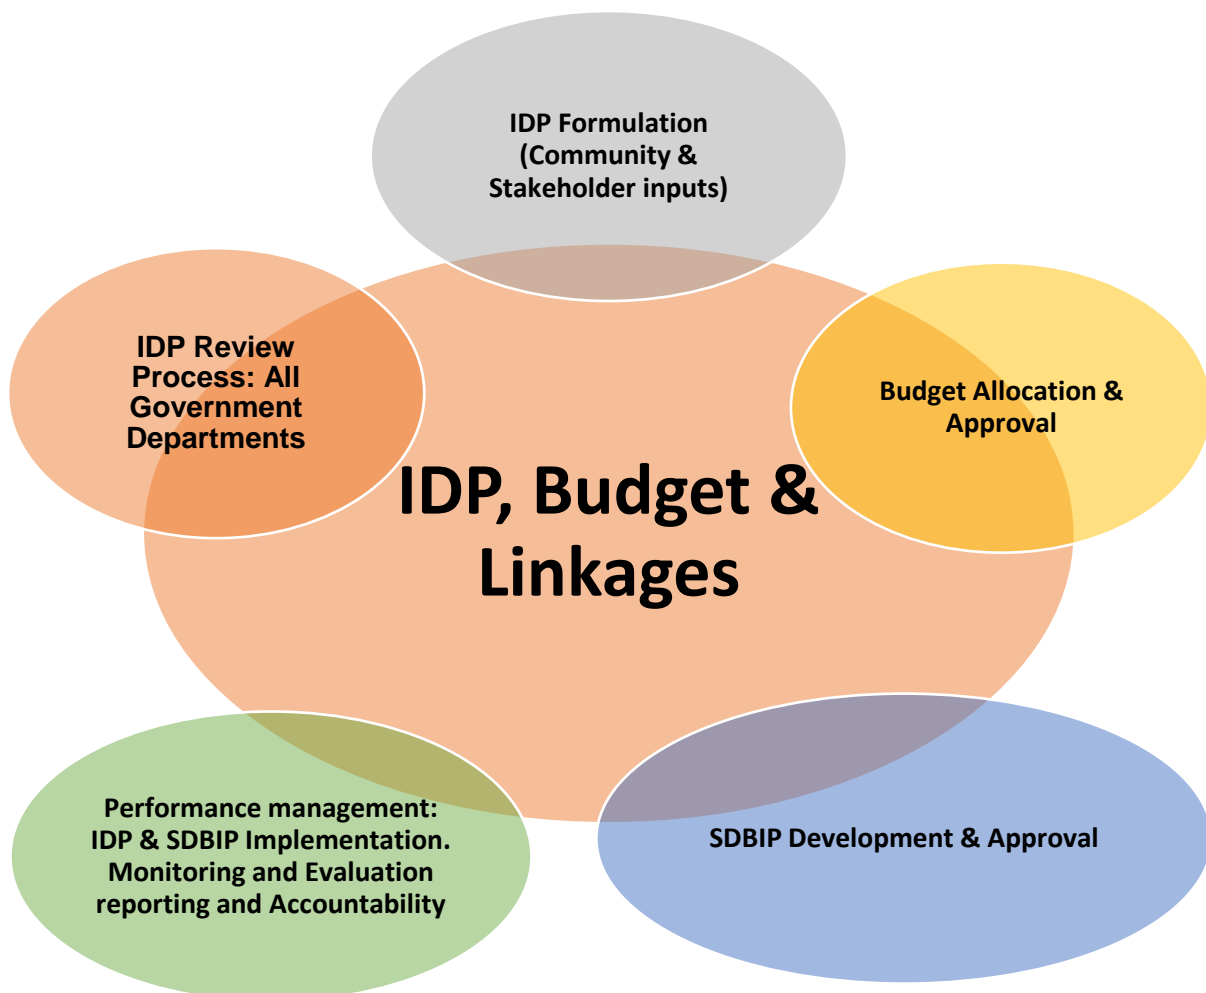 IDP Formulation
(Community &
Stakeholder inputs)
IDP Review
Process: All
Government
Departments
Budget Allocation &
Approval
IDP, Budget &
Linkages
Performance management:
IDP & SDBIP Implementation.
Monitoring and Evaluation
reporting and Accountability
SDBIP Development & Approval